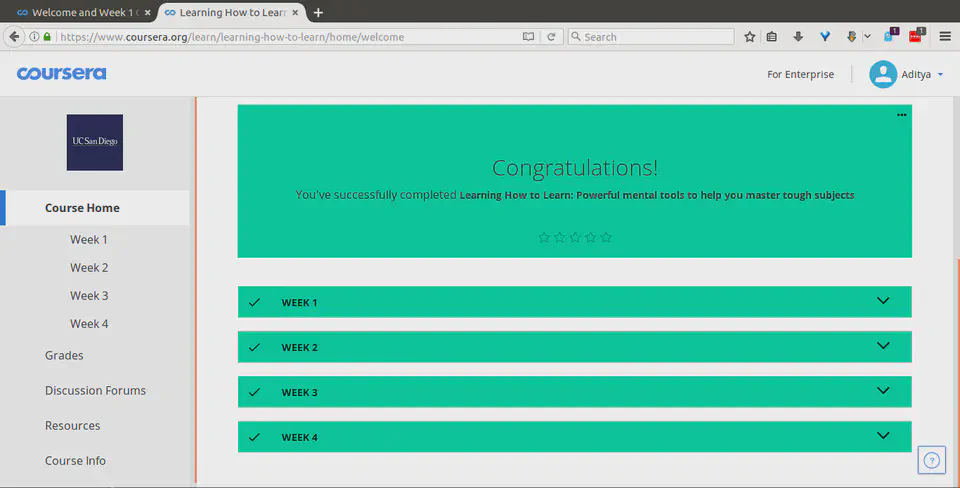 Welcome and Week 1
Learning How to Learn
https://www.coursera.org/learn/learning-how-to-learn/home/welcome
Search
1
1
coursera
For Enterprise
Aditya
UC San Diego
Course Home
Week 1
Week 2
Week 3
Week 4
Grades
Discussion Forums
Resources
Course Info
Congratulations!
You've successfully completed Learning How to Learn: Powerful mental tools to help you master tough subjects
WEEK 1
WEEK 2
WEEK 3
WEEK 4
?